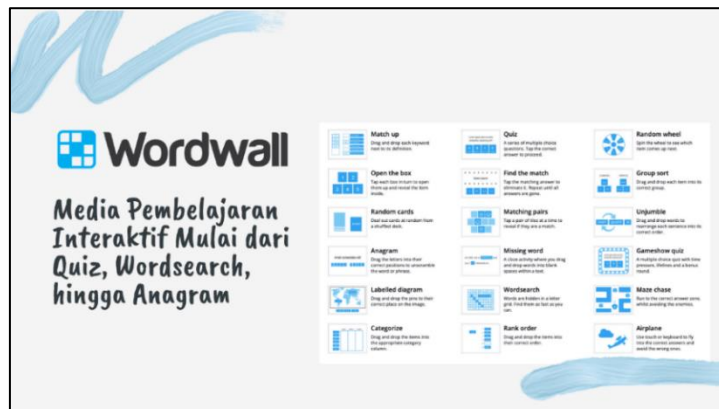 Wordwall
Media Pembelajaran
Interaktif Mulai dari
Quiz, Wordsearch,
hingga Anagram
Match up
Drag and drop each keyword
next to its definition.
Open the box
Tap each box in turn to open
them up and reveal the item
inside.
Random cards
Deal out cards at random from
a shuffled deck.
Anagram
Drag the letters into their
correct positions to unscramble
the word or phrase.
Labelled diagram
Drag and drop the pins to their
correct place on the image.
Categorize
Drag and drop the items into
the appropriate category
column.
Quiz
A series of multiple choice
questions. Tap the correct
answer to proceed.
Find the match
Tap the matching answer to
eliminate it. Repeat until all
answers are gone.
Matching pairs
Tap a pair of tiles at a time to
reveal if they are a match.
Missing word
A cloze activity where you drag
and drop words into blank
spaces within a text.
Wordsearch
Words are hidden in a letter
grid. Find them as fast as you
can.
Rank order
Drag and drop the items into
their correct order.
Random wheel
Spin the wheel to see which
item comes up next.
Group sort
Drag and drop each item into its
correct group.
Unjumble
Drag and drop words to
rearrange each sentence into its
correct order.
Gameshow quiz
A multiple choice quiz with time
pressure, lifelines and a bonus
round.
Maze chase
Run to the correct answer zone,
whilst avoiding the enemies.
Airplane
Use touch or keyboard to fly
into the correct answers and
avoid the wrong ones.